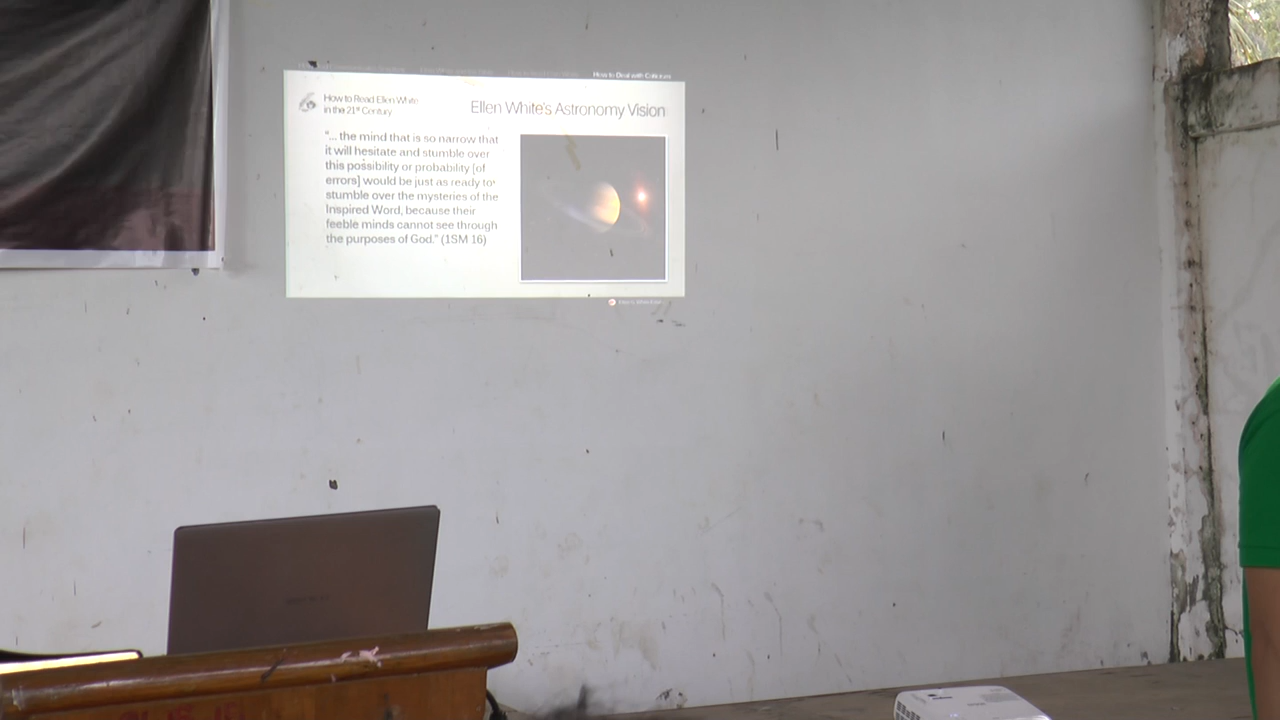 How to Deal with Criticism
6 How to Read Ellen White
in the 21st Century
Ellen White's Astronomy Vision
"... the mind that is so narrow that
it will hesitate and stumble over
this possibility or probability [of
errors] would be just as ready to
stumble over the mysteries of the
Inspired Word, because their
feeble minds cannot see through
the purposes of God." (1SM 16)